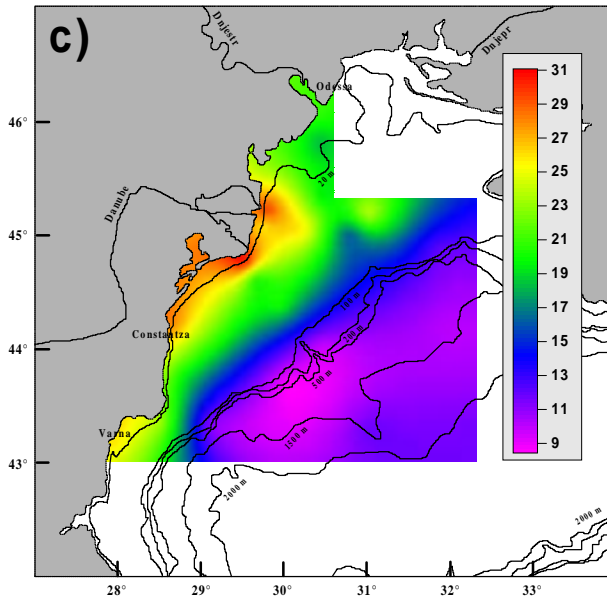 c)
Dnjestr
Dnjepr
Odessa
31
29
27
25
23
21
19
17
15
13
11
9
46°
45°
44°
43°
20 m
Danube
100 m
200 m
500 m
1500 m
2000 m
2000 m
Constantza
Varna
27°
28°
29°
30°
31°
32°
33°